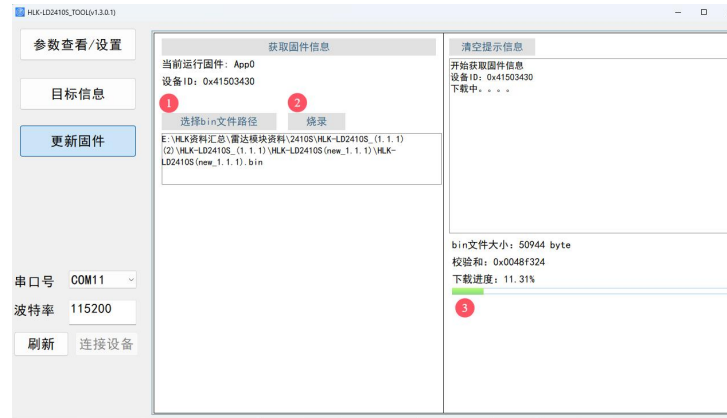 HLK-LD2410S_TOOL(v1.3.0.1)
参数查看/设置
目标信息
更新固件
串口号 COM11
波特率 115200
刷新 连接设备
获取固件信息
当前运行固件: App0
设备ID: 0x41503430
1 2
选择bin文件路径 烧录
E:\HLK资料汇总\雷达模块资料\2410S\HLK-LD2410S_(1.1.1)
(2)\HLK-LD2410S_(1.1.1)\HLK-LD2410S(new_1.1.1)\HLK-
LD2410S(new_1.1.1).bin
清空提示信息
开始获取固件信息
设备ID: 0x41503430
下载中。。。。
bin文件大小: 50944 byte
校验和: 0x0048f324
下载进度: 11.31%
3